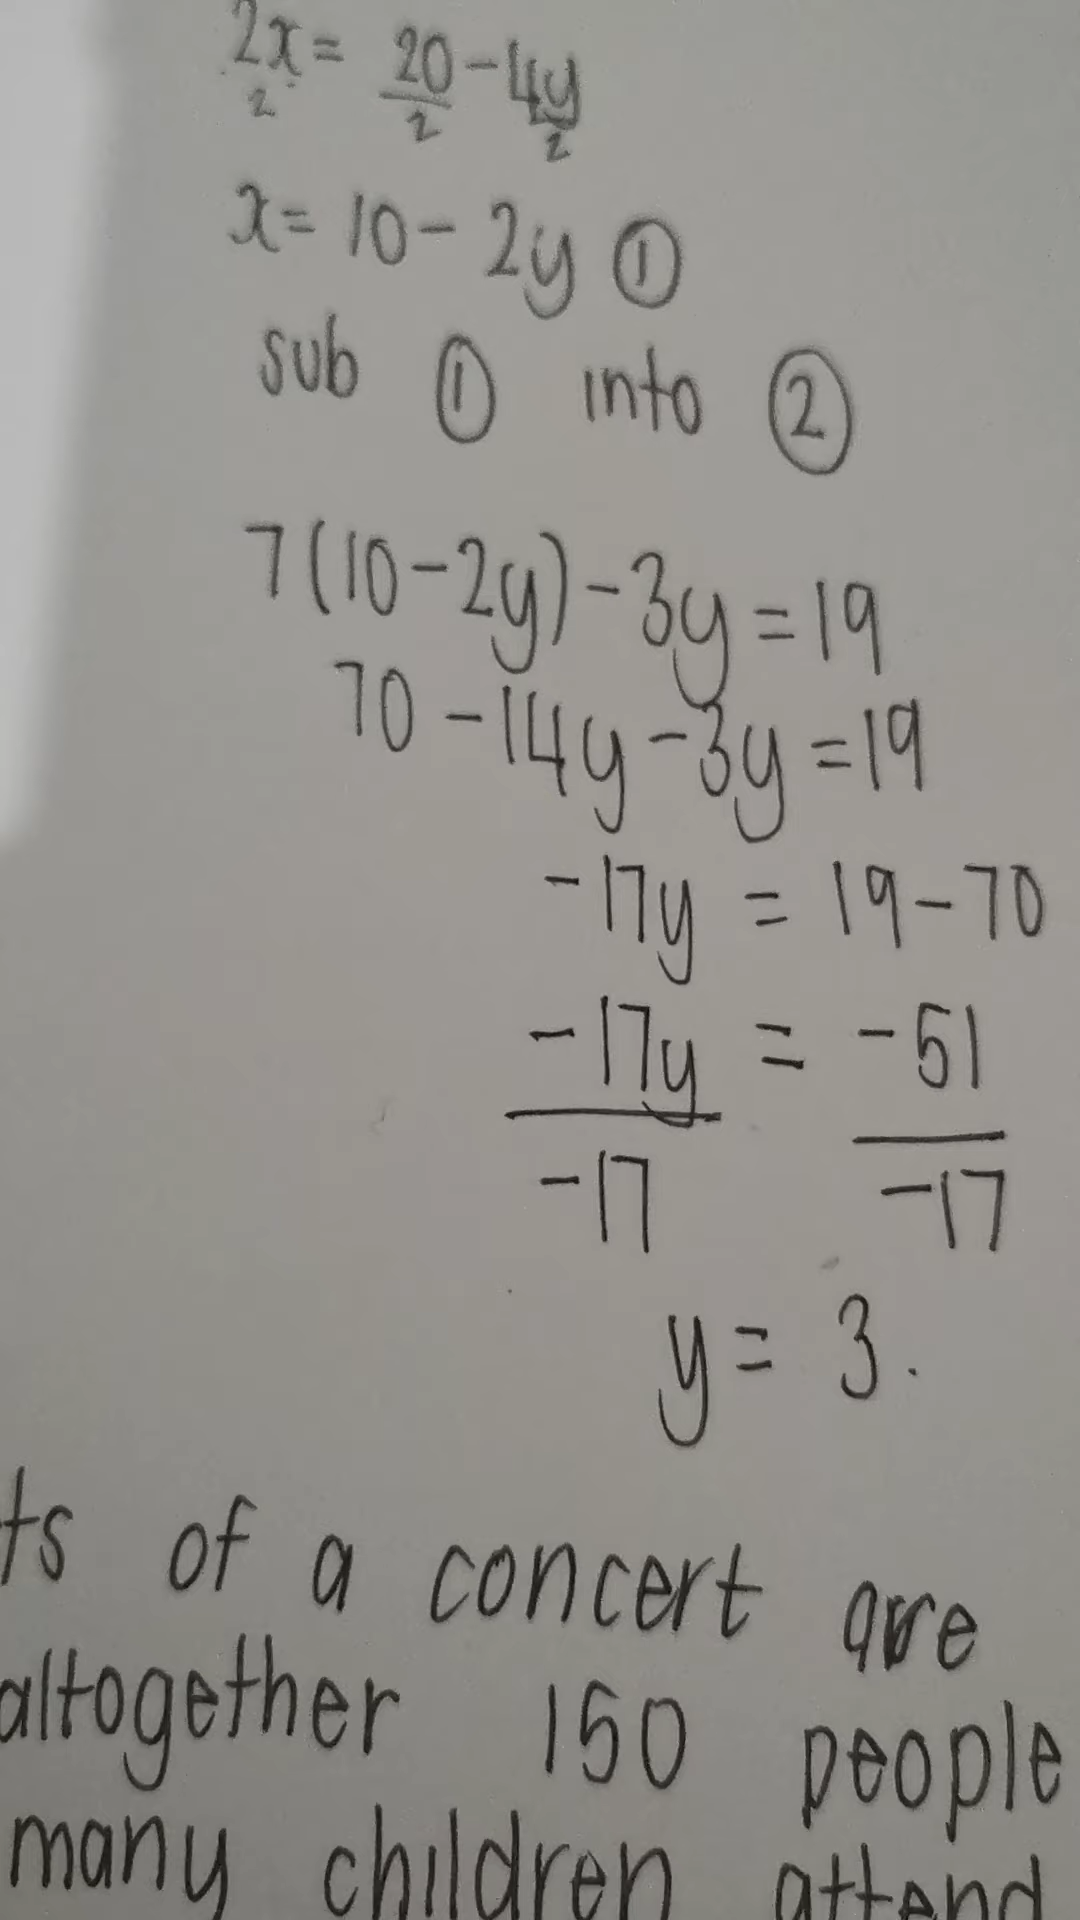 2x = 20 - 4y
2 2 2
x = 10 - 2y ①
sub ① into ②
7(10-2y) - 3y = 19
70 - 14y - 3y = 19
-17y = 19 - 70
-17y = -51
-17 -17
y = 3.
ts of a concert are
altogether 150 people
many children attend